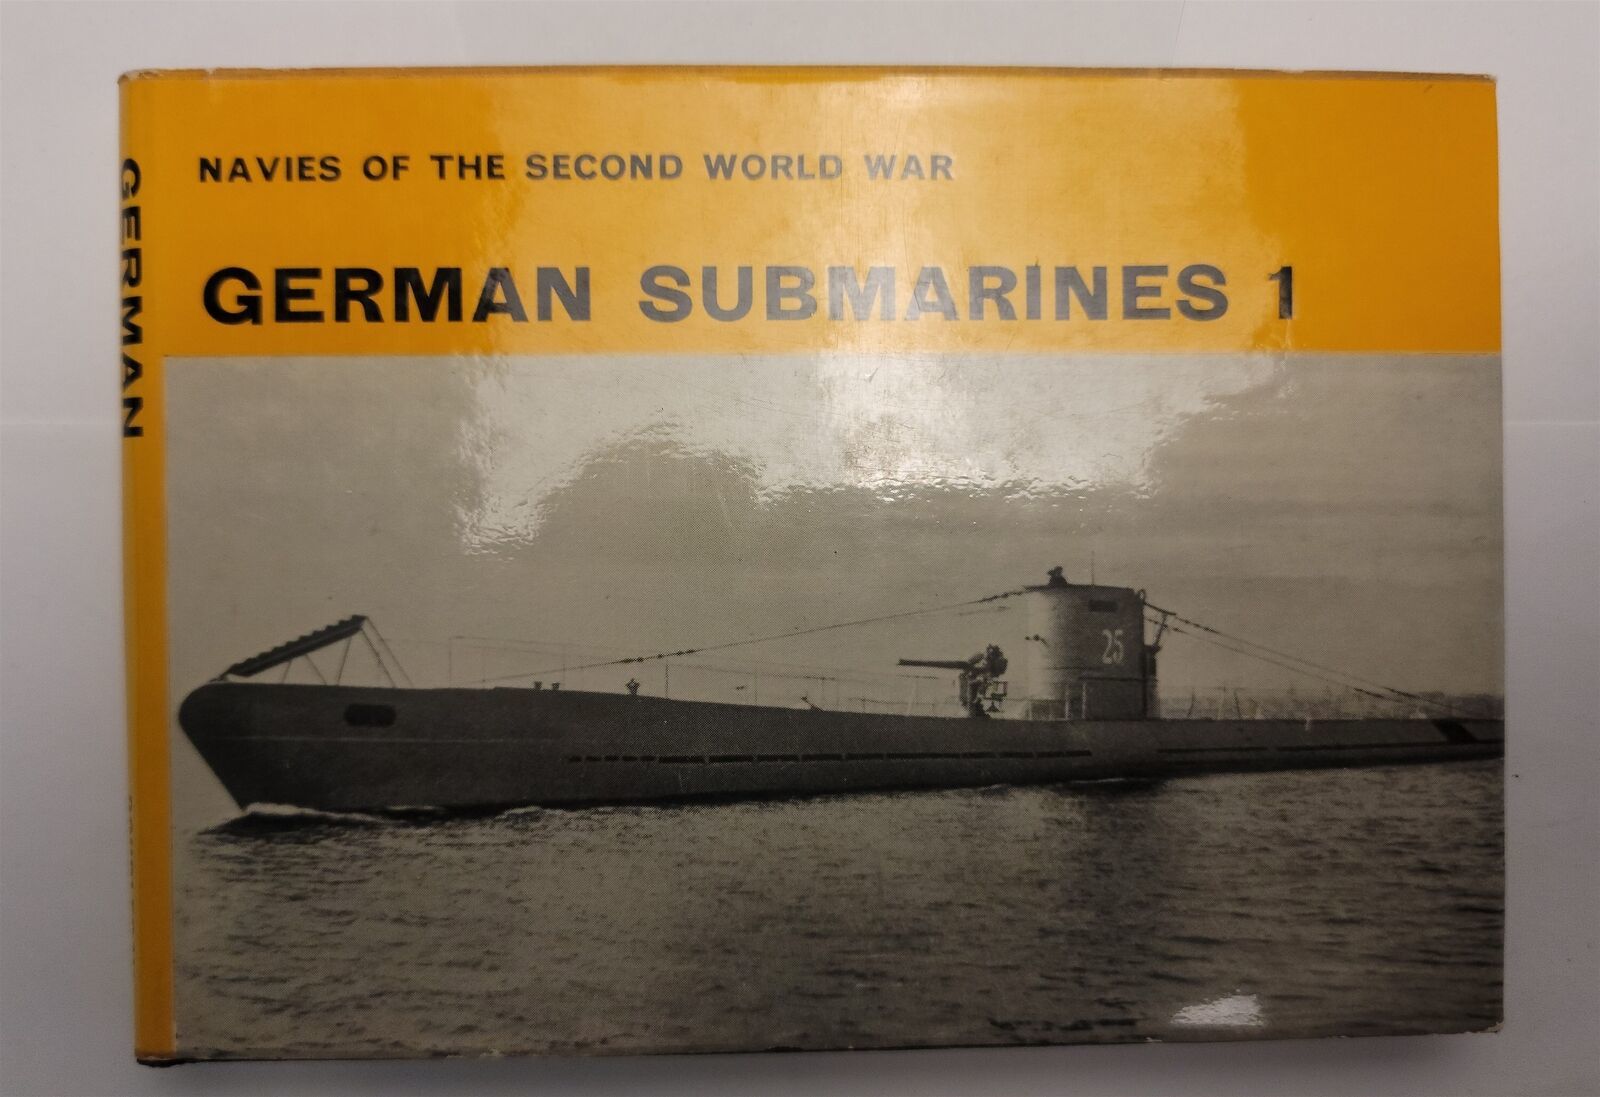 NAVIES OF THE SECOND WORLD WAR
GERMAN SUBMARINES 1
25
GERMAN